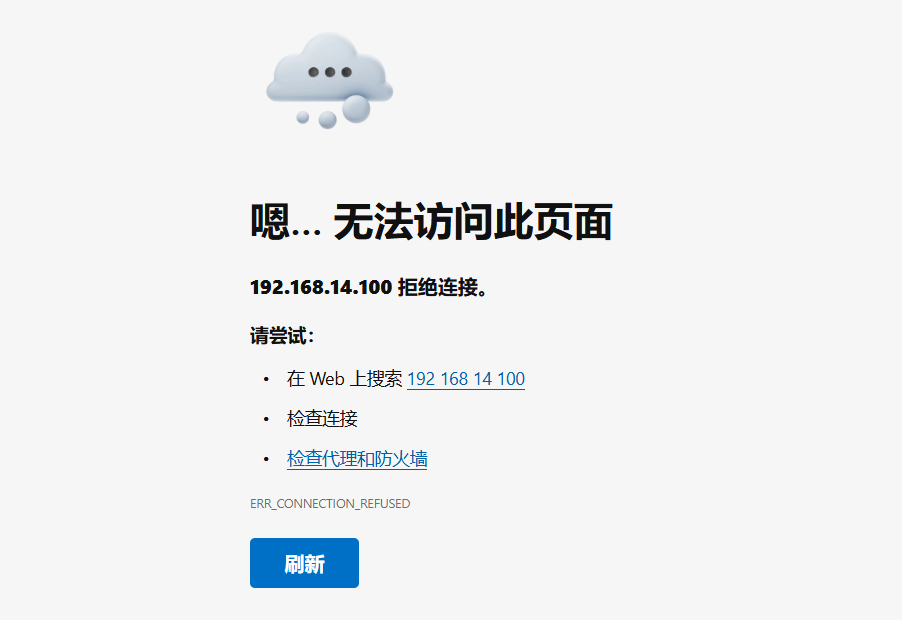 嗯… 无法访问此页面
192.168.14.100 拒绝连接。
请尝试：
• 在 Web 上搜索 192 168 14 100
• 检查连接
• 检查代理和防火墙
ERR_CONNECTION_REFUSED
刷新